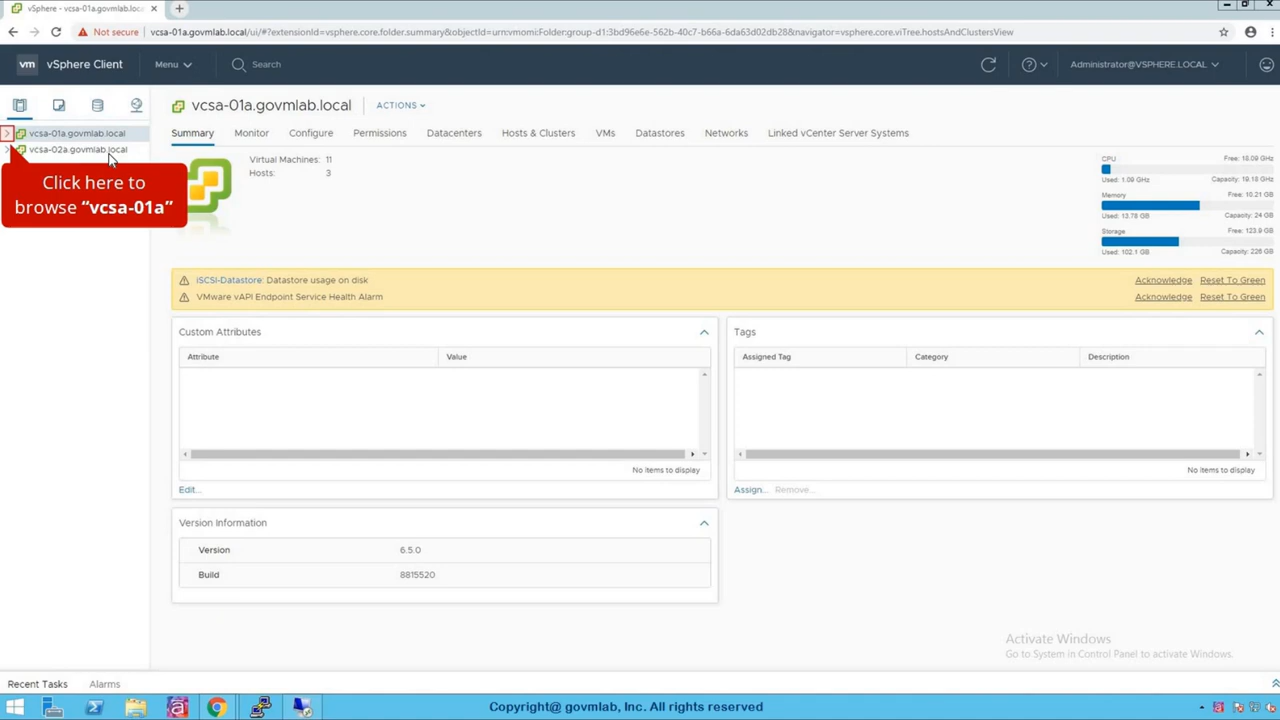 vSphere - vcsa-01a.govmlab.loca
Not secure
vcsa-01a.govmlab.local/ui/#?extensionId=vsphere.core.folder.summary&objectId=urn:vmomi:Folder:group-d1:3bd96e6e-562b-40c7-b66a-6da63d02db28&navigator=vsphere.core.viTree.hostsAndClustersView
vm vSphere Client Menu Search Administrator@VSPHERE.LOCAL
vcsa-01a.govmlab.local
vcsa-02a.govmlab.local
Click here to
browse “vcsa-01a”
vcsa-01a.govmlab.local ACTIONS
Summary Monitor Configure Permissions Datacenters Hosts & Clusters VMs Datastores Networks Linked vCenter Server Systems
Virtual Machines: 11
Hosts: 3
CPU Free: 18.09 GHz
Used: 1.09 GHz Capacity: 19.18 GHz
Memory Free: 10.21 GB
Used: 13.78 GB Capacity: 24 GB
Storage Free: 123.9 GB
Used: 102.1 GB Capacity: 226 GB
iSCSI-Datastore: Datastore usage on disk Acknowledge Reset To Green
VMware vAPI Endpoint Service Health Alarm Acknowledge Reset To Green
Custom Attributes
Attribute Value
No items to display
Edit...
Tags
Assigned Tag Category Description
No items to display
Assign... Remove...
Version Information
Version 6.5.0
Build 8815520
Activate Windows
Go to System in Control Panel to activate Windows.
Recent Tasks Alarms
Copyright@ govmlab, Inc. All rights reserved